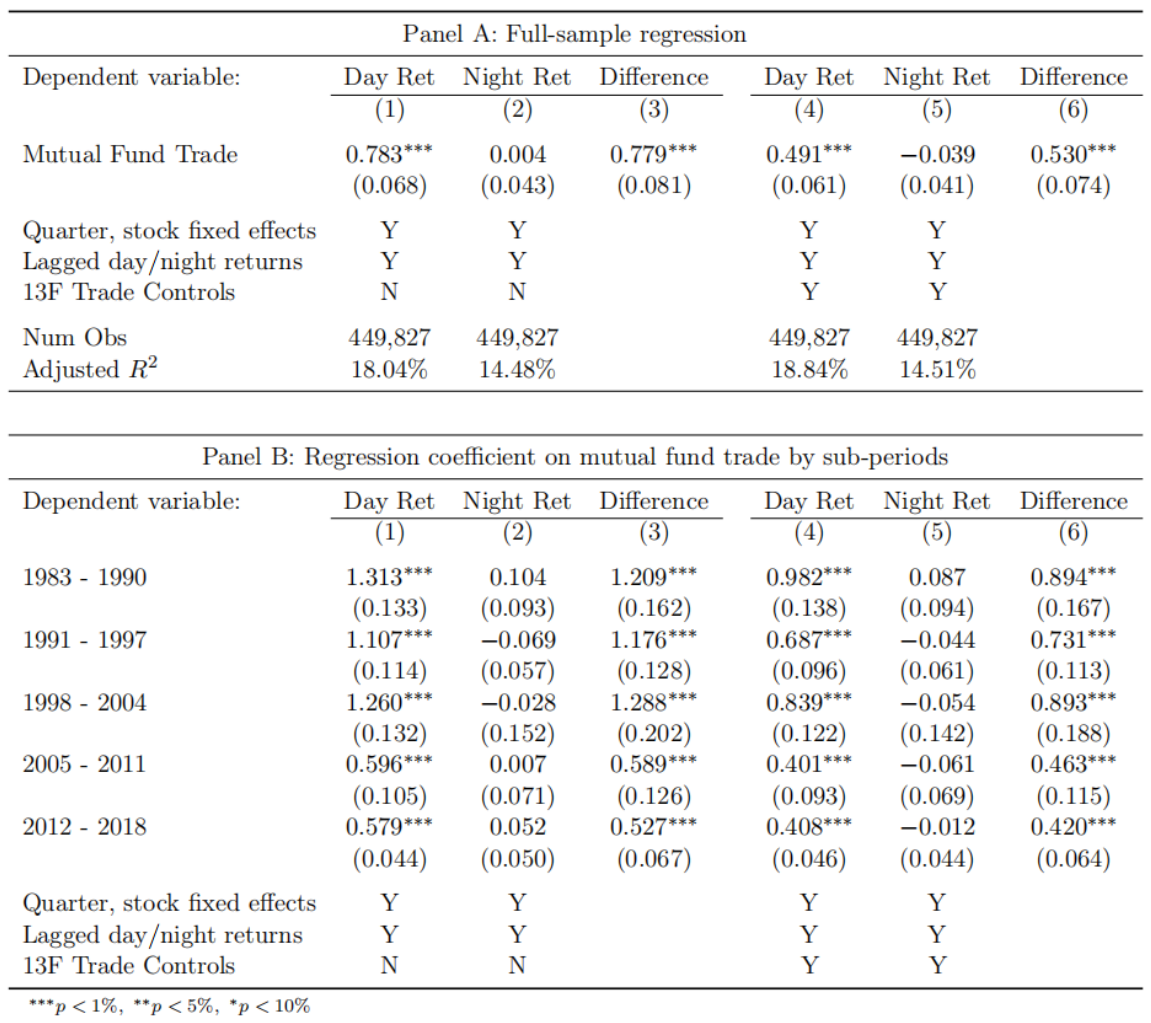 Panel A: Full-sample regression
Dependent variable: Day Ret Night Ret Difference Day Ret Night Ret Difference
(1) (2) (3) (4) (5) (6)
Mutual Fund Trade 0.783*** 0.004 0.779*** 0.491*** −0.039 0.530***
(0.068) (0.043) (0.081) (0.061) (0.041) (0.074)
Quarter, stock fixed effects Y Y Y Y
Lagged day/night returns Y Y Y Y
13F Trade Controls N N Y Y
Num Obs 449,827 449,827 449,827 449,827
Adjusted R² 18.04% 14.48% 18.84% 14.51%
Panel B: Regression coefficient on mutual fund trade by sub-periods
Dependent variable: Day Ret Night Ret Difference Day Ret Night Ret Difference
(1) (2) (3) (4) (5) (6)
1983 - 1990 1.313*** 0.104 1.209*** 0.982*** 0.087 0.894***
(0.133) (0.093) (0.162) (0.138) (0.094) (0.167)
1991 - 1997 1.107*** −0.069 1.176*** 0.687*** −0.044 0.731***
(0.114) (0.057) (0.128) (0.096) (0.061) (0.113)
1998 - 2004 1.260*** −0.028 1.288*** 0.839*** −0.054 0.893***
(0.132) (0.152) (0.202) (0.122) (0.142) (0.188)
2005 - 2011 0.596*** 0.007 0.589*** 0.401*** −0.061 0.463***
(0.105) (0.071) (0.126) (0.093) (0.069) (0.115)
2012 - 2018 0.579*** 0.052 0.527*** 0.408*** −0.012 0.420***
(0.044) (0.050) (0.067) (0.046) (0.044) (0.064)
Quarter, stock fixed effects Y Y Y Y
Lagged day/night returns Y Y Y Y
13F Trade Controls N N Y Y
***p < 1%, **p < 5%, *p < 10%